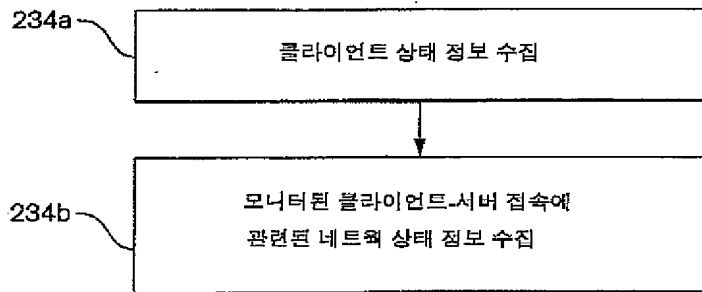 234a
클라이언트 상태 정보 수집
234b
모니터된 클라이언트-서버 접속에
관련된 네트웍 상태 정보 수집